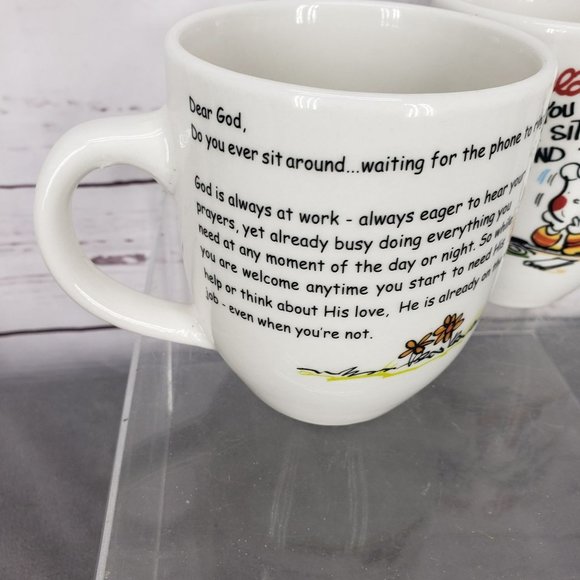 Dear God,
Do you ever sit around...waiting for the phone to
God is always at work - always eager to hear your
prayers, yet already busy doing everything you
need at any moment of the day or night. So while
you are welcome anytime you start to need His
help or think about His love, He is already on the
job - even when you're not.
YOU
SIT